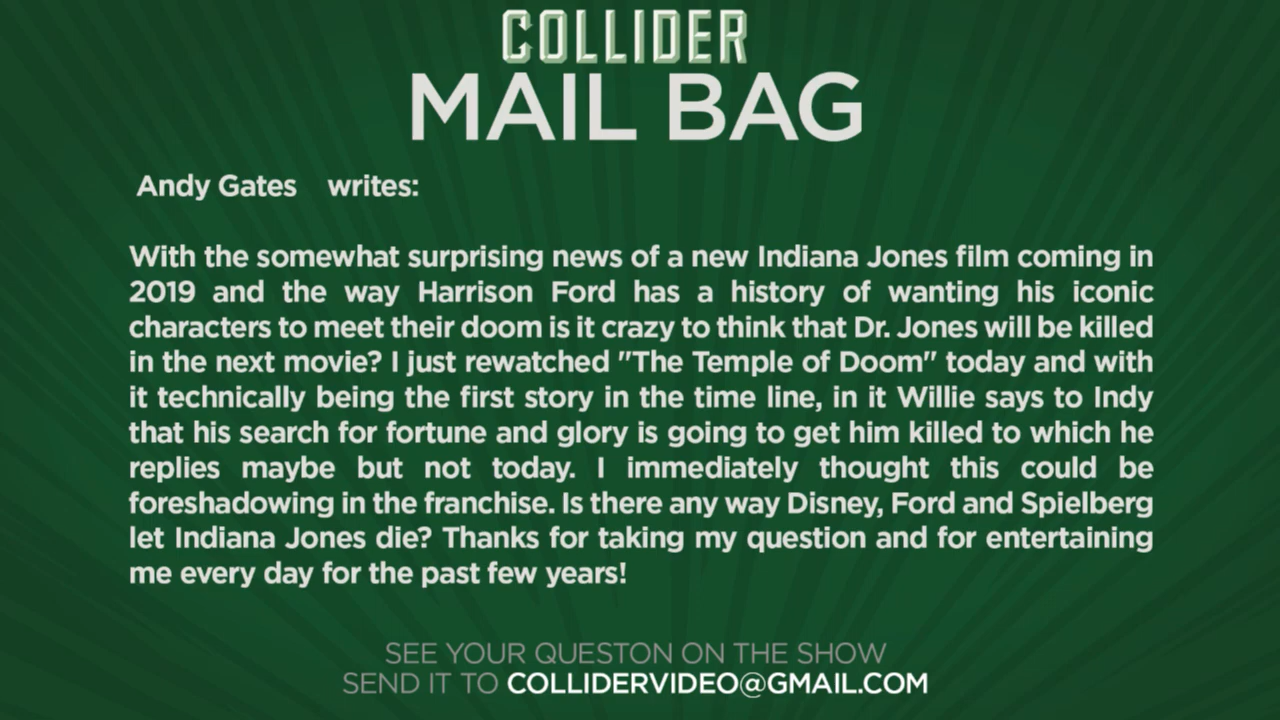 COLLIDER
MAIL BAG
Andy Gates writes:
With the somewhat surprising news of a new Indiana Jones film coming in
2019 and the way Harrison Ford has a history of wanting his iconic
characters to meet their doom is it crazy to think that Dr. Jones will be killed
in the next movie? I just rewatched "The Temple of Doom" today and with
it technically being the first story in the time line, in it Willie says to Indy
that his search for fortune and glory is going to get him killed to which he
replies maybe but not today. I immediately thought this could be
foreshadowing in the franchise. Is there any way Disney, Ford and Spielberg
let Indiana Jones die? Thanks for taking my question and for entertaining
me every day for the past few years!
SEE YOUR QUESTON ON THE SHOW
SEND IT TO COLLIDERVIDEO@GMAIL.COM